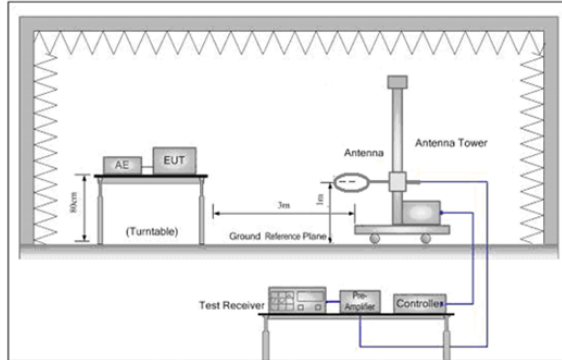 Antenna
Antenna Tower
AE
EUT
80cm
3m
1m
(Turntable)
Ground Reference Plane
Test Receiver
Pre-
Amplifier
Controller